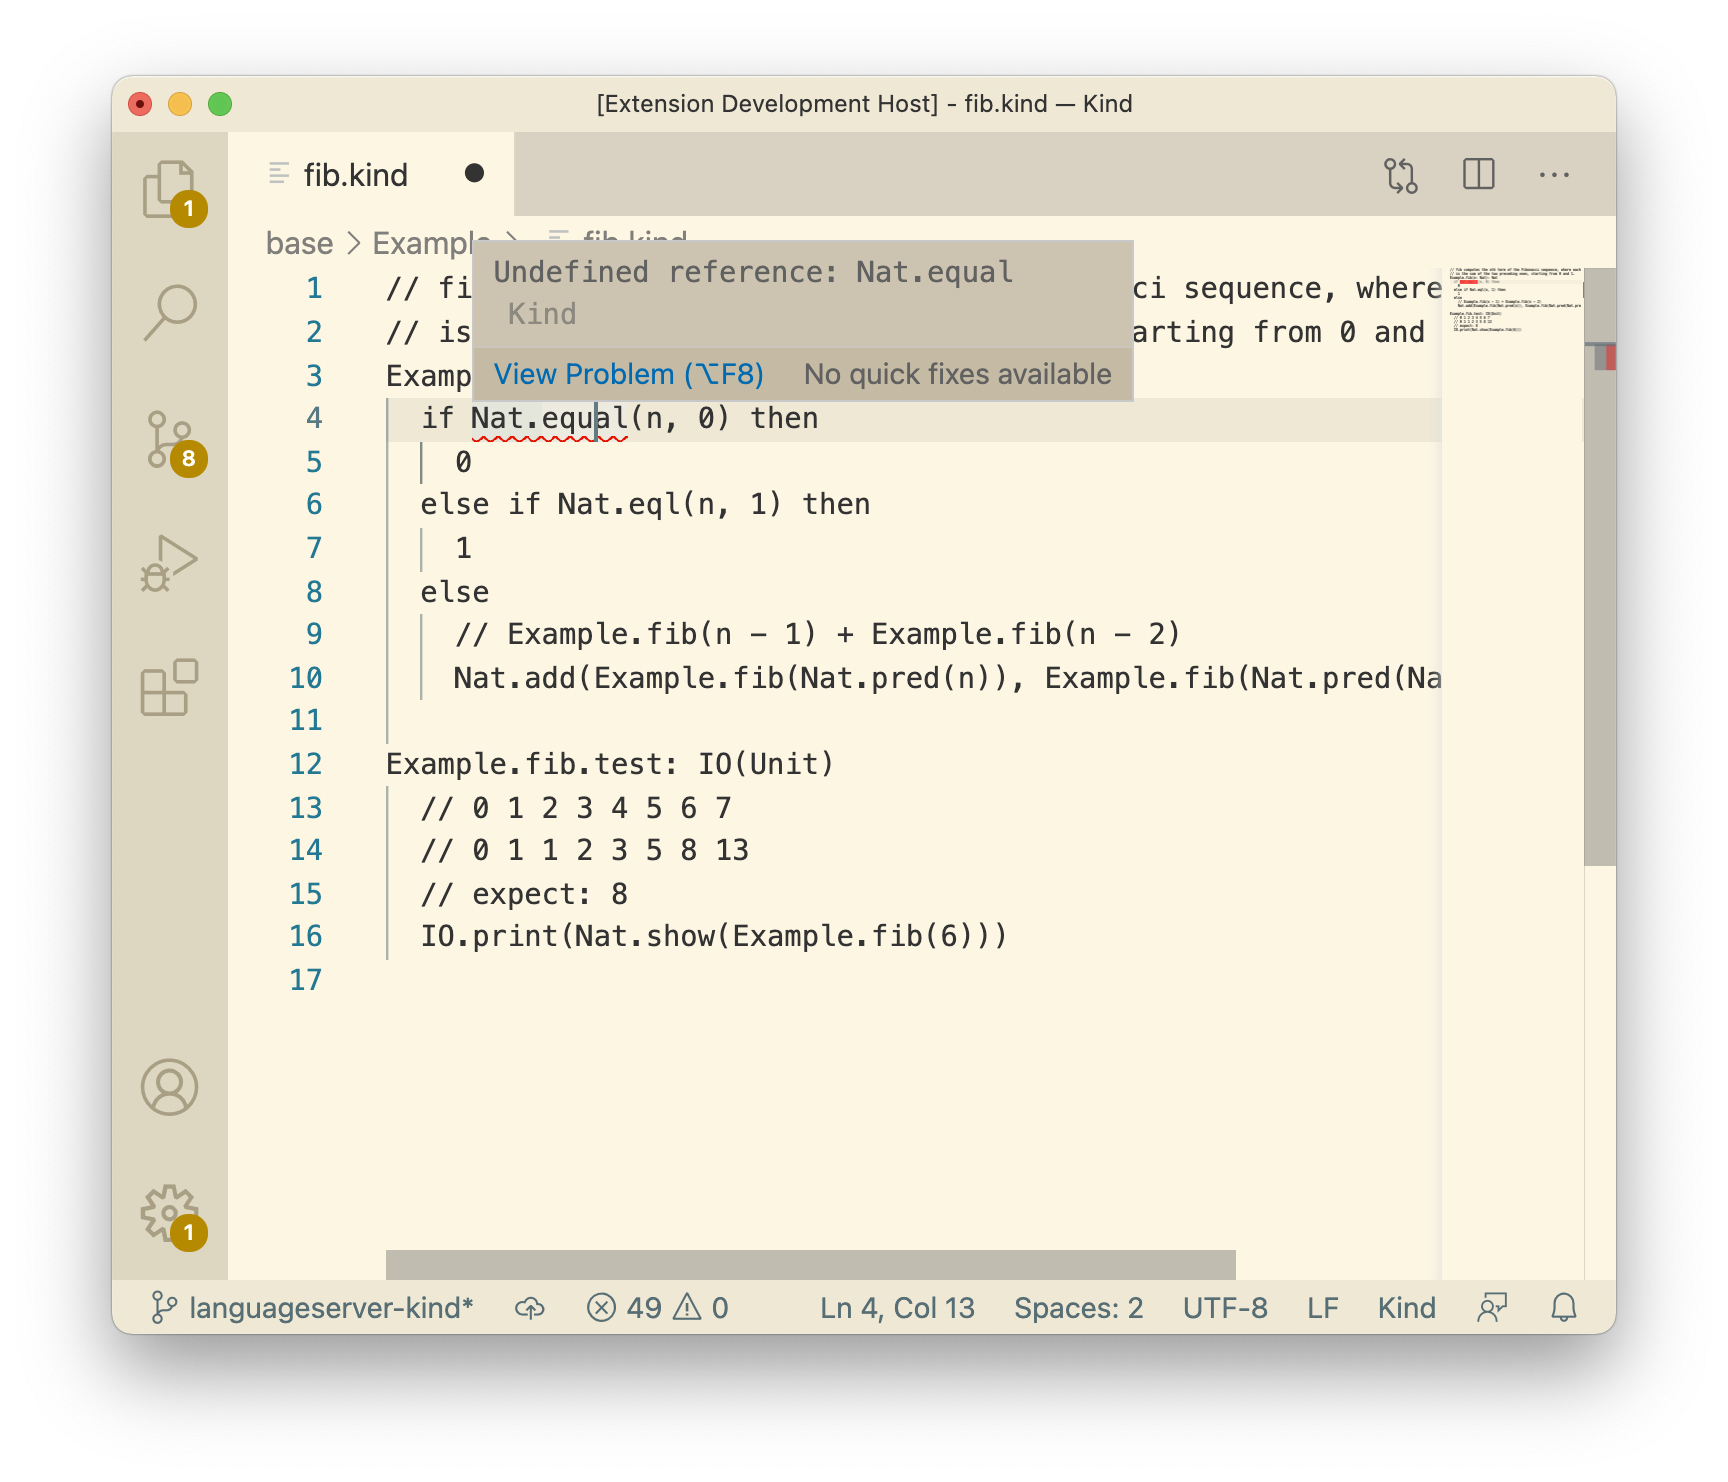 [Extension Development Host] - fib.kind — Kind
fib.kind
base > Example > fib.kind
Undefined reference: Nat.equal
Kind
View Problem (⌥F8) No quick fixes available
1 // fi ci sequence, where
2 // is arting from 0 and
3 Examp
4 if Nat.equal(n, 0) then
5 0
6 else if Nat.eql(n, 1) then
7 1
8 else
9 // Example.fib(n - 1) + Example.fib(n - 2)
10 Nat.add(Example.fib(Nat.pred(n)), Example.fib(Nat.pred(Na
11
12 Example.fib.test: IO(Unit)
13 // 0 1 2 3 4 5 6 7
14 // 0 1 1 2 3 5 8 13
15 // expect: 8
16 IO.print(Nat.show(Example.fib(6)))
17
1
8
1
languageserver-kind* 49 0 Ln 4, Col 13 Spaces: 2 UTF-8 LF Kind